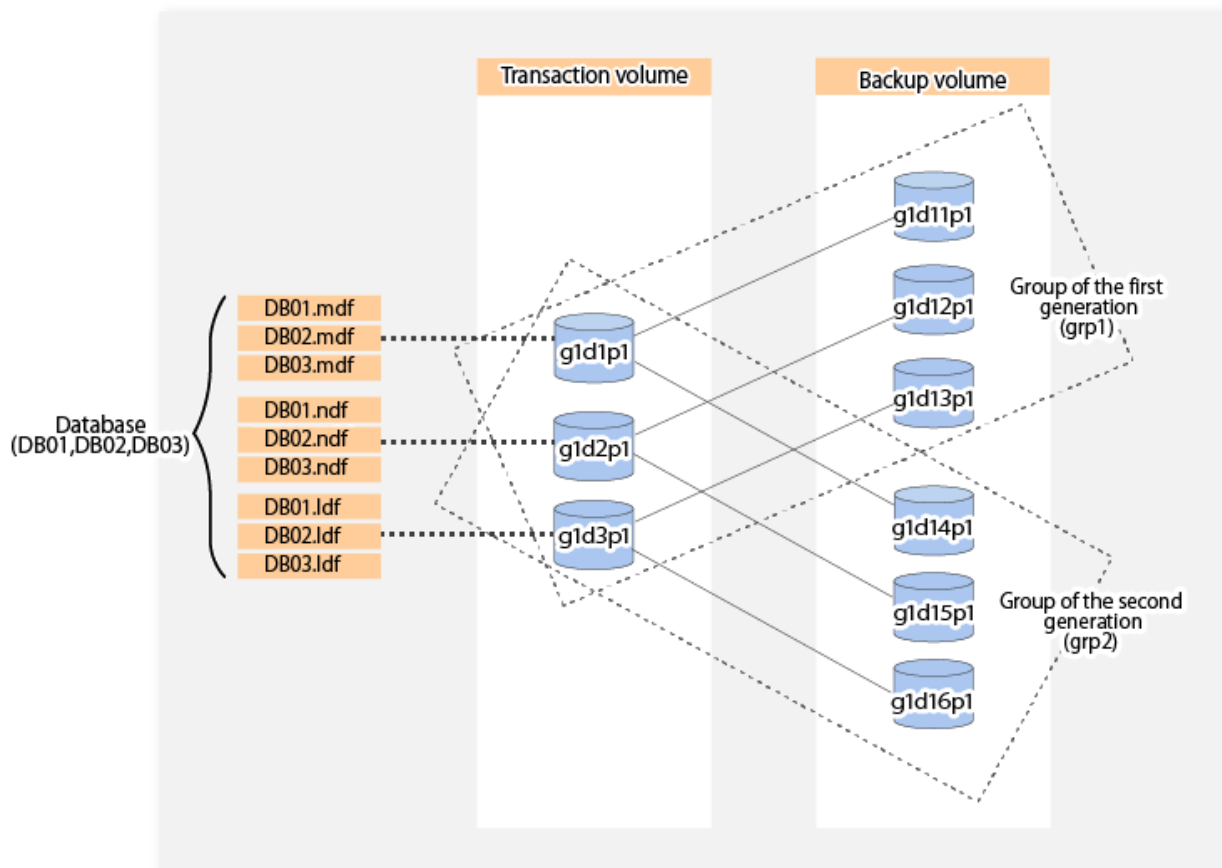 Transaction volume
Backup volume
g1d11p1
g1d12p1
Group of the first
generation
(grp1)
DB01.mdf
DB02.mdf
DB03.mdf
g1d1p1
g1d13p1
Database
(DB01,DB02,DB03)
DB01.ndf
DB02.ndf
DB03.ndf
g1d2p1
DB01.ldf
DB02.ldf
DB03.ldf
g1d3p1
g1d14p1
g1d15p1
Group of the second
generation
(grp2)
g1d16p1